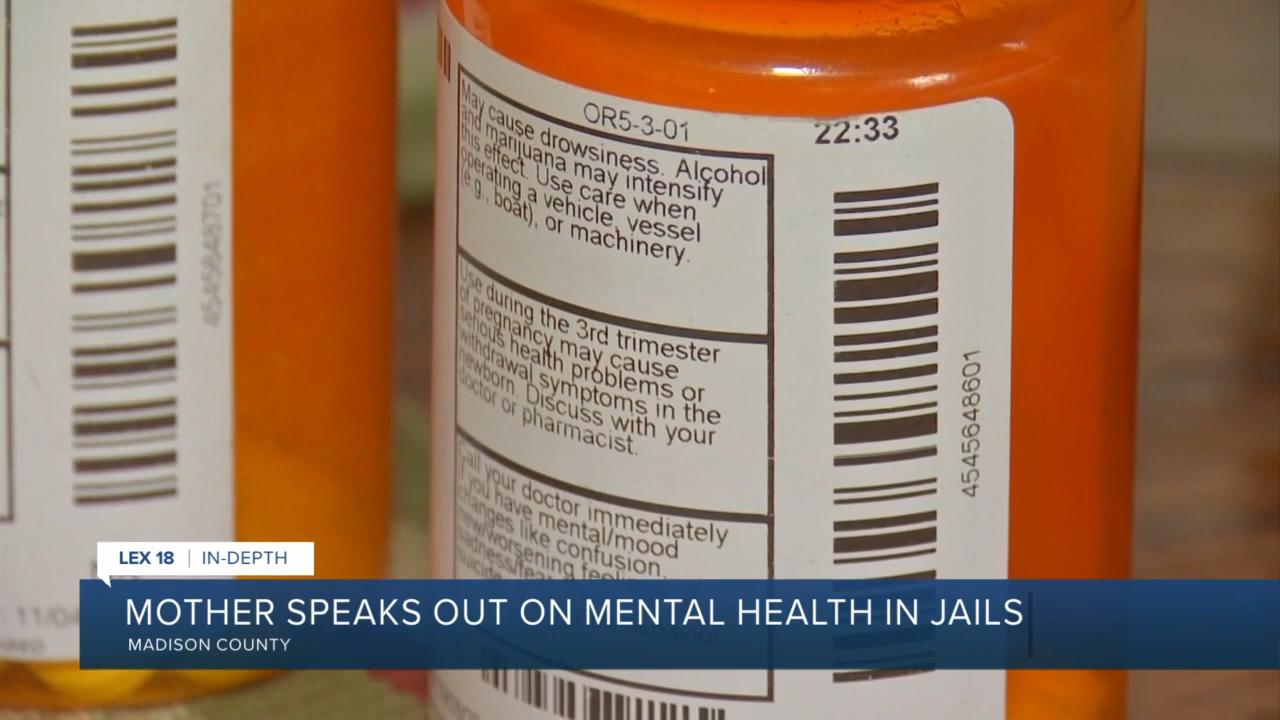 4545648701
OR5-3-01
22:33
May cause drowsiness. Alcohol
and marijuana may intensify
this effect. Use care when
operating a vehicle, vessel
(e.g., boat), or machinery.
Use during the 3rd trimester
of pregnancy may cause
serious health problems or
withdrawal symptoms in the
newborn. Discuss with your
doctor or pharmacist.
Call your doctor immediately
if you have mental/mood
changes like confusion,
new/worsening
4545648601
LEX 18 | IN-DEPTH
MOTHER SPEAKS OUT ON MENTAL HEALTH IN JAILS
MADISON COUNTY